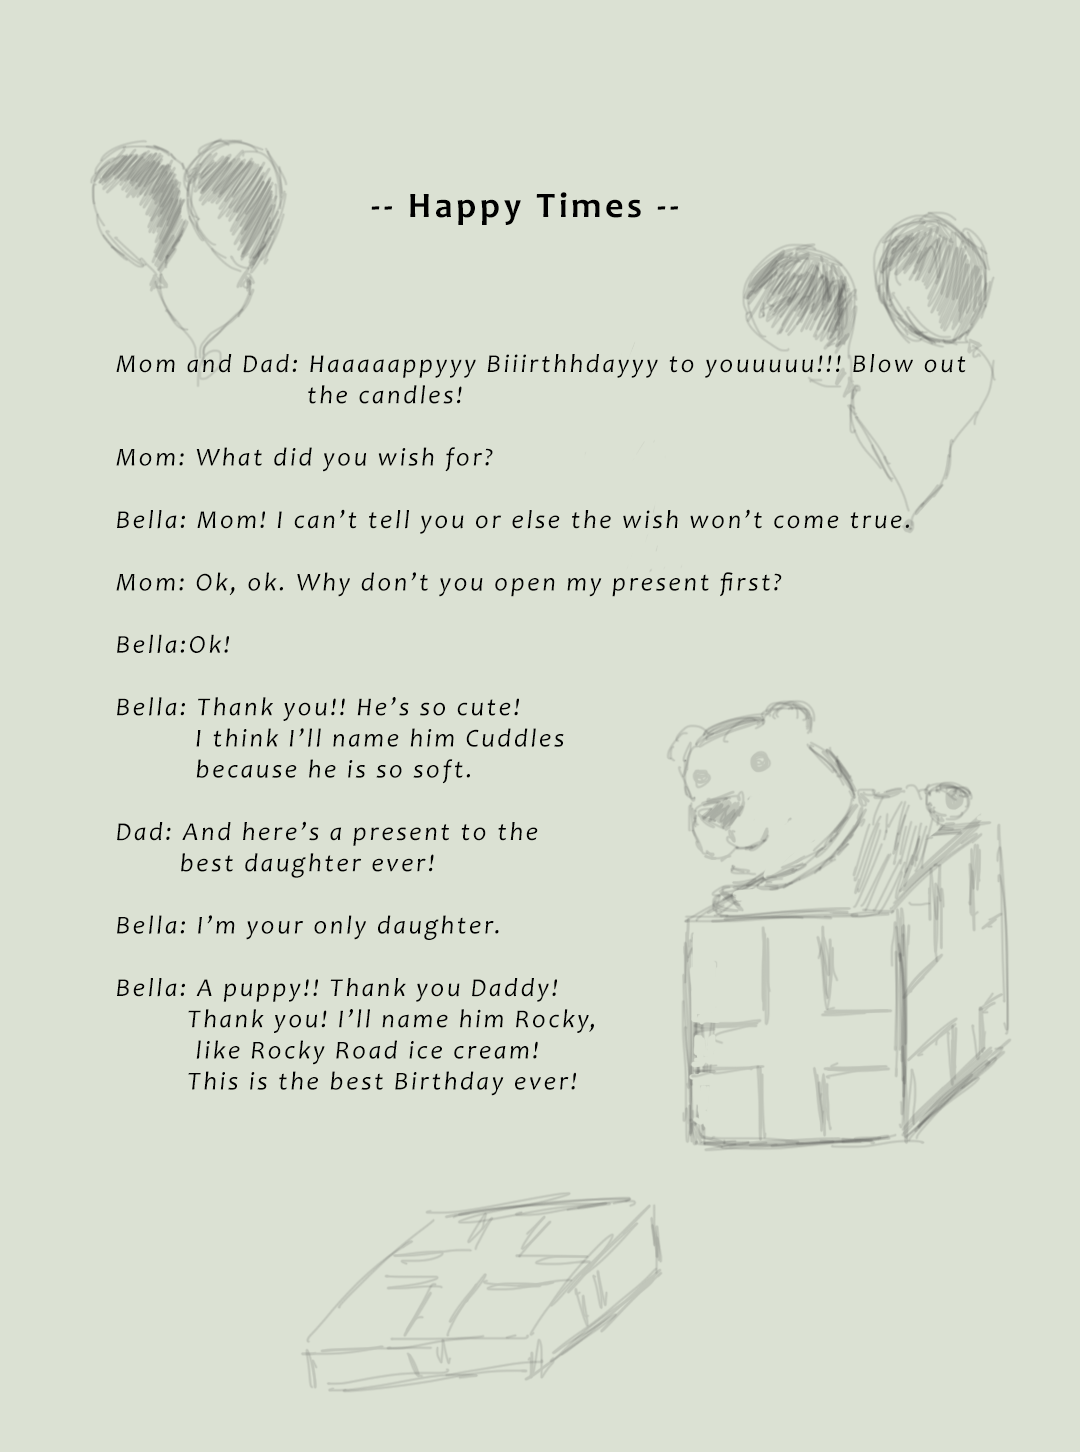 -- Happy Times --
Mom and Dad: Haaaaappyyy Biiirthhdayyy to youuuuu!!! Blow out
the candles!
Mom: What did you wish for?
Bella: Mom! I can’t tell you or else the wish won’t come true.
Mom: Ok, ok. Why don’t you open my present first?
Bella:Ok!
Bella: Thank you!! He’s so cute!
I think I’ll name him Cuddles
because he is so soft.
Dad: And here’s a present to the
best daughter ever!
Bella: I’m your only daughter.
Bella: A puppy!! Thank you Daddy!
Thank you! I’ll name him Rocky,
like Rocky Road ice cream!
This is the best Birthday ever!